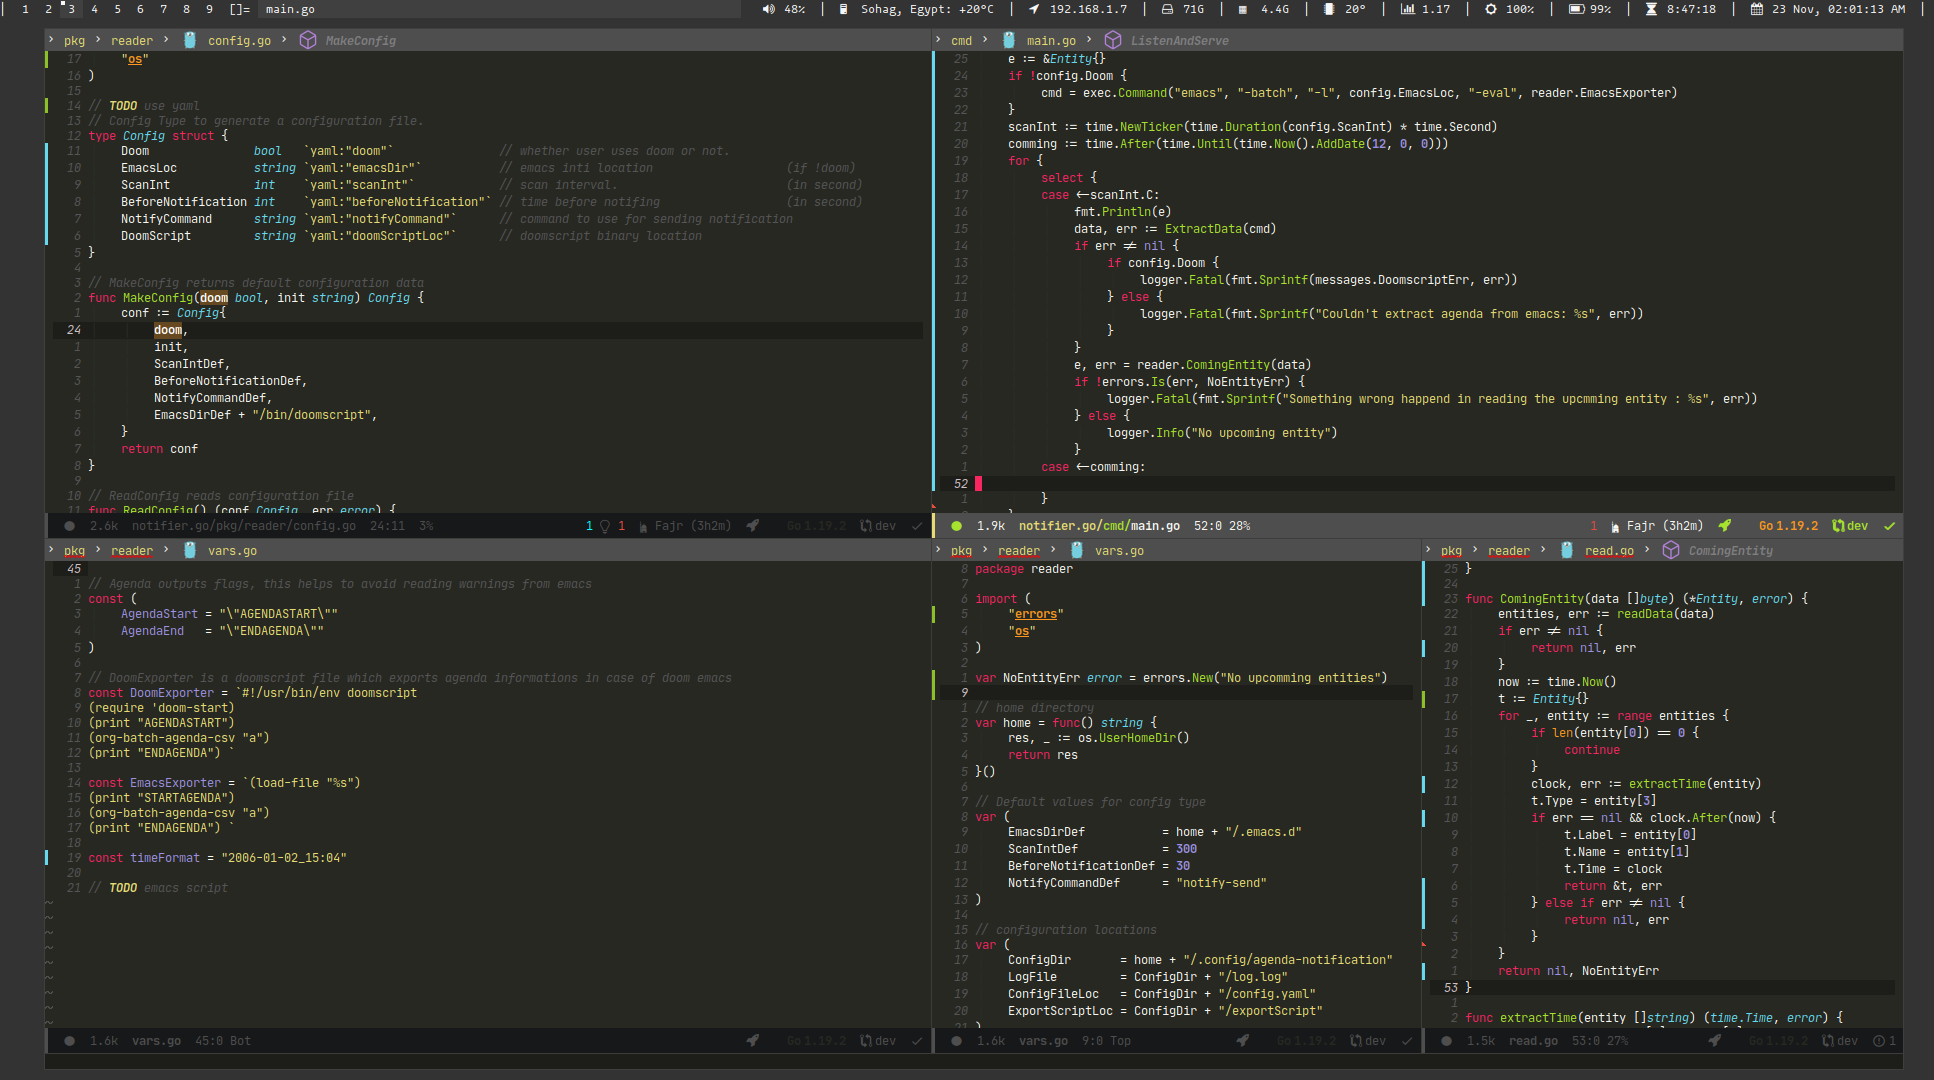 1 2 3 4 5 6 7 8 9 []= main.go 48% | Sohag, Egypt: +20°C | 192.168.1.7 | 71G | 4.4G | 20° | 1.17 | 100% | 99% | 8:47:18 | 23 Nov, 02:01:13 AM |
› pkg › reader › config.go › MakeConfig
17 "os"
16 )
15
14 // TODO use yaml
13 // Config Type to generate a configuration file.
12 type Config struct {
11 Doom bool `yaml:"doom"` // whether user uses doom or not.
10 EmacsLoc string `yaml:"emacsDir"` // emacs inti location (if !doom)
9 ScanInt int `yaml:"scanInt"` // scan interval. (in second)
8 BeforeNotification int `yaml:"beforeNotification"` // time before notifing (in second)
7 NotifyCommand string `yaml:"notifyCommand"` // command to use for sending notification
6 DoomScript string `yaml:"doomScriptLoc"` // doomscript binary location
5 }
4
3 // MakeConfig returns default configuration data
2 func MakeConfig(doom bool, init string) Config {
1 conf := Config{
24 doom,
1 init,
2 ScanIntDef,
3 BeforeNotificationDef,
4 NotifyCommandDef,
5 EmacsDirDef + "/bin/doomscript",
6 }
7 return conf
8 }
9
10 // ReadConfig reads configuration file
11 func ReadConfig() (conf Config, err error) {
2.6k notifier.go/pkg/reader/config.go 24:11 3% 1 1 Fajr (3h2m) Go 1.19.2 dev
› cmd › main.go › ListenAndServe
25 e := &Entity{}
24 if !config.Doom {
23 cmd = exec.Command("emacs", "-batch", "-l", config.EmacsLoc, "-eval", reader.EmacsExporter)
22 }
21 scanInt := time.NewTicker(time.Duration(config.ScanInt) * time.Second)
20 comming := time.After(time.Until(time.Now().AddDate(12, 0, 0)))
19 for {
18 select {
17 case <-scanInt.C:
16 fmt.Println(e)
15 data, err := ExtractData(cmd)
14 if err != nil {
13 if config.Doom {
12 logger.Fatal(fmt.Sprintf(messages.DoomscriptErr, err))
11 } else {
10 logger.Fatal(fmt.Sprintf("Couldn't extract agenda from emacs: %s", err))
9 }
8 }
7 e, err = reader.ComingEntity(data)
6 if !errors.Is(err, NoEntityErr) {
5 logger.Fatal(fmt.Sprintf("Something wrong happend in reading the upcmming entity : %s", err))
4 } else {
3 logger.Info("No upcoming entity")
2 }
1 case <-comming:
52
1 }
1.9k notifier.go/cmd/main.go 52:0 28% 1 Fajr (3h2m) Go 1.19.2 dev
› pkg › reader › vars.go
45
1 // Agenda outputs flags, this helps to avoid reading warnings from emacs
2 const (
3 AgendaStart = "\"AGENDASTART\""
4 AgendaEnd = "\"ENDAGENDA\""
5 )
6
7 // DoomExporter is a doomscript file which exports agenda informations in case of doom emacs
8 const DoomExporter = `#!/usr/bin/env doomscript
9 (require 'doom-start)
10 (print "AGENDASTART")
11 (org-batch-agenda-csv "a")
12 (print "ENDAGENDA") `
13
14 const EmacsExporter = `(load-file "%s")
15 (print "STARTAGENDA")
16 (org-batch-agenda-csv "a")
17 (print "ENDAGENDA") `
18
19 const timeFormat = "2006-01-02_15:04"
20
21 // TODO emacs script
~
~
~
~
~
~
~
~
~
1.6k vars.go 45:0 Bot Go 1.19.2 dev
› pkg › reader › vars.go
8 package reader
7
6 import (
5 "errors"
4 "os"
3 )
2
1 var NoEntityErr error = errors.New("No upcomming entities")
9
1 // home directory
2 var home = func() string {
3 res, _ := os.UserHomeDir()
4 return res
5 }()
6
7 // Default values for config type
8 var (
9 EmacsDirDef = home + "/.emacs.d"
10 ScanIntDef = 300
11 BeforeNotificationDef = 30
12 NotifyCommandDef = "notify-send"
13 )
14
15 // configuration locations
16 var (
17 ConfigDir = home + "/.config/agenda-notification"
18 LogFile = ConfigDir + "/log.log"
19 ConfigFileLoc = ConfigDir + "/config.yaml"
20 ExportScriptLoc = ConfigDir + "/exportScript"
21 )
1.6k vars.go 9:0 Top Go 1.19.2 dev
› pkg › reader › read.go › ComingEntity
25 }
24
23 func ComingEntity(data []byte) (*Entity, error) {
22 entities, err := readData(data)
21 if err != nil {
20 return nil, err
19 }
18 now := time.Now()
17 t := Entity{}
16 for _, entity := range entities {
15 if len(entity[0]) == 0 {
14 continue
13 }
12 clock, err := extractTime(entity)
11 t.Type = entity[3]
10 if err == nil && clock.After(now) {
9 t.Label = entity[0]
8 t.Name = entity[1]
7 t.Time = clock
6 return &t, err
5 } else if err != nil {
4 return nil, err
3 }
2 }
1 return nil, NoEntityErr
53 }
1
2 func extractTime(entity []string) (time.Time, error) {
1.5k read.go 53:0 27% Go 1.19.2 dev 1